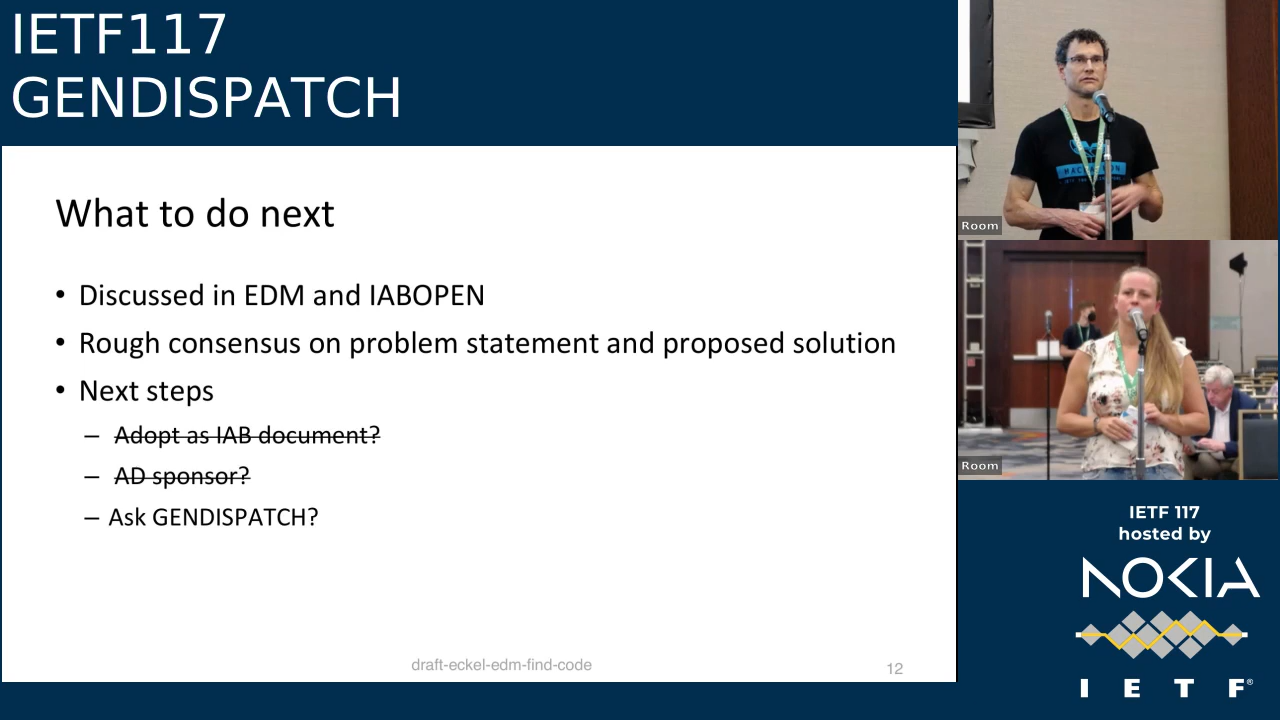 IETF117
GENDISPATCH
What to do next
• Discussed in EDM and IABOPEN
• Rough consensus on problem statement and proposed solution
• Next steps
– Adopt as IAB document?
– AD sponsor?
– Ask GENDISPATCH?
draft-eckel-edm-find-code
12
Room
Room
IETF 117
hosted by
NOKIA
I E T F®